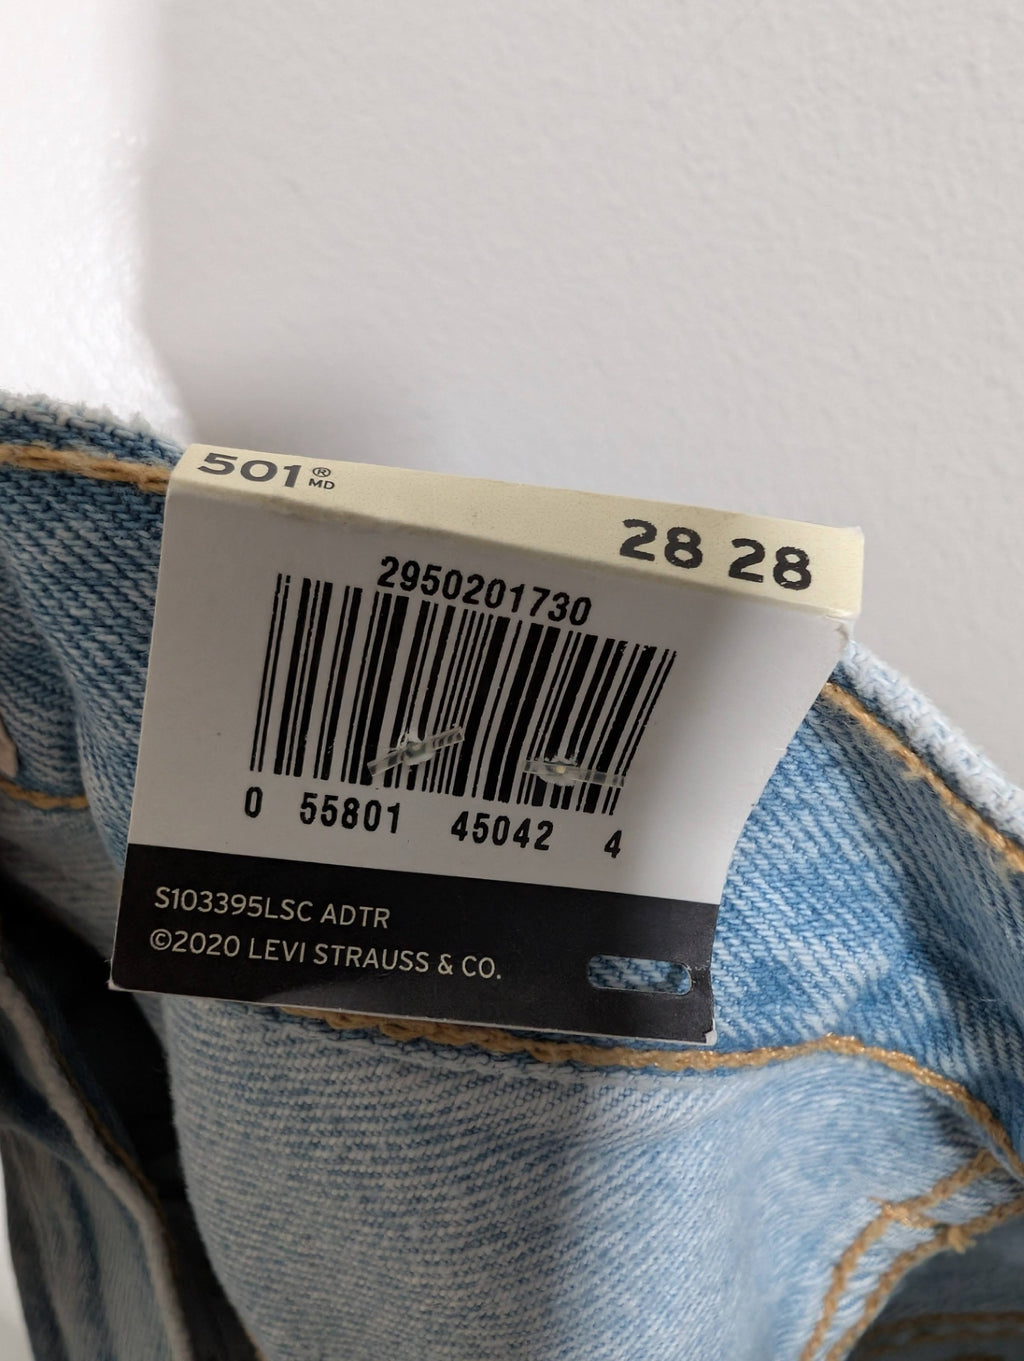 501® MD
28 28
2950201730
0 55801 45042 4
S103395LSC ADTR
©2020 LEVI STRAUSS & CO.